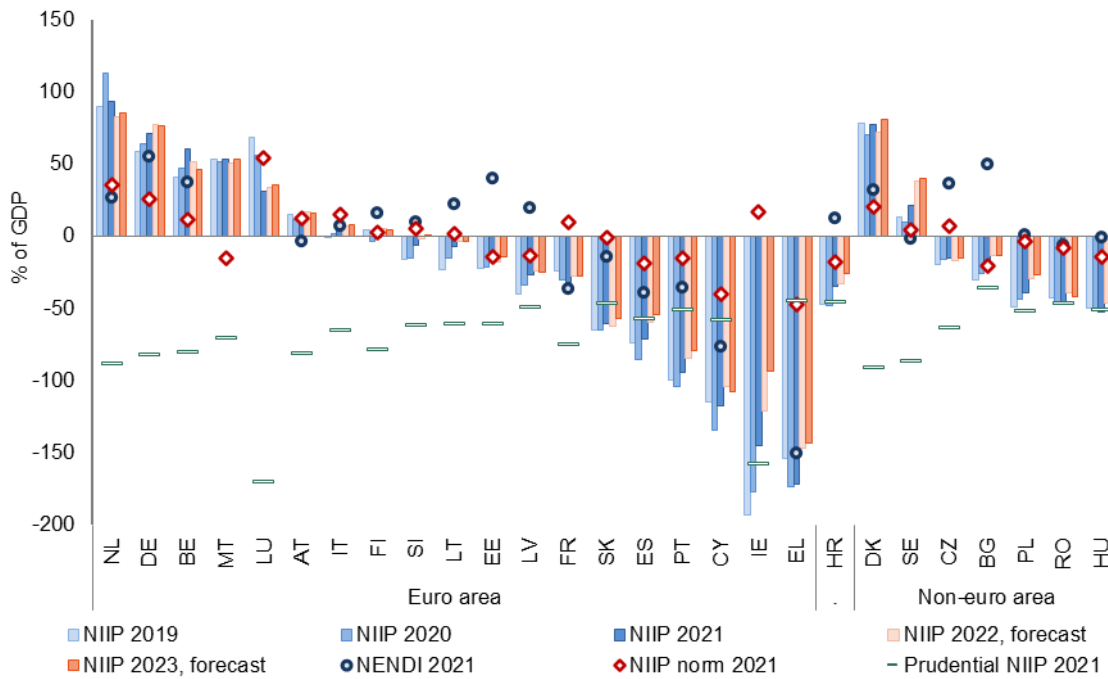 150
100
50
0
-50
-100
-150
-200
% of GDP
NL DE BE MT LU AT IT FI SI LT EE LV FR SK ES PT CY IE EL HR DK SE CZ BG PL RO HU
Euro area . Non-euro area
NIIP 2019 NIIP 2020 NIIP 2021 NIIP 2022, forecast
NIIP 2023, forecast NENDI 2021 NIIP norm 2021 Prudential NIIP 2021